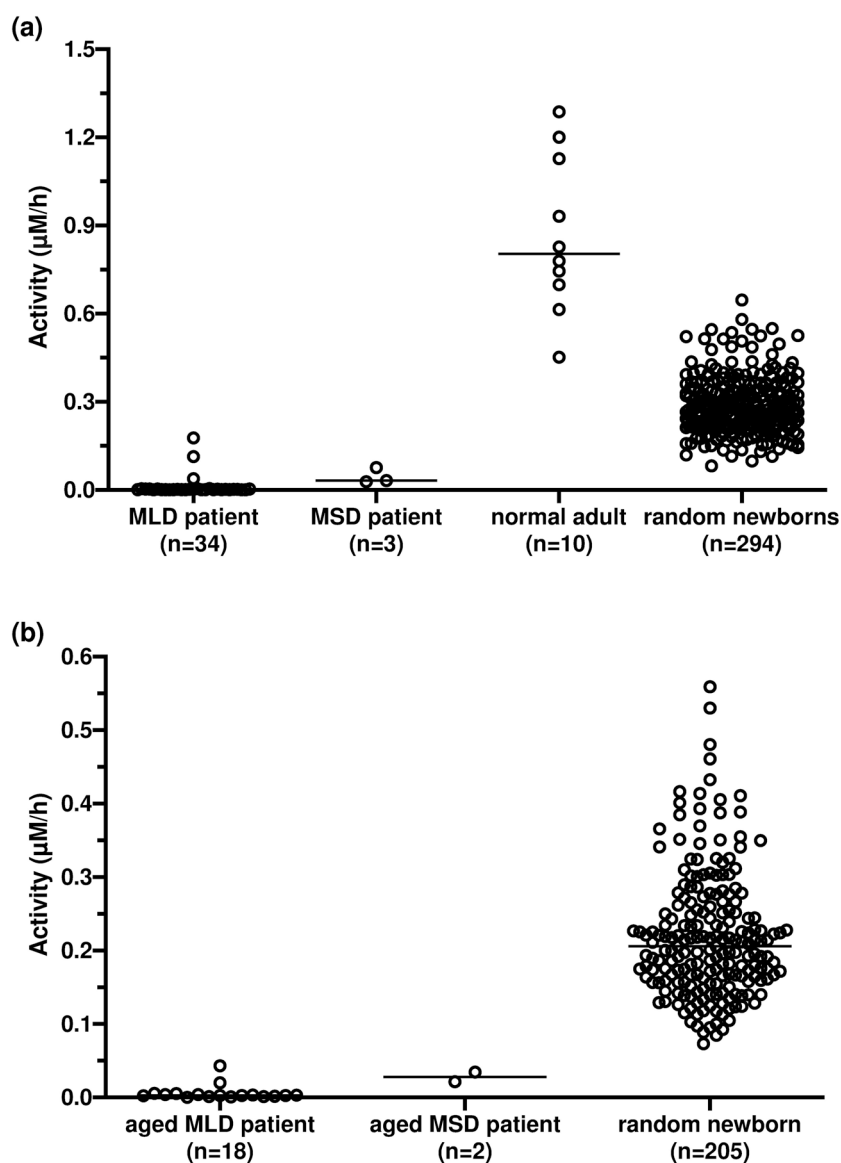 (a)
1.5
1.2
0.9
0.6
0.3
0.0
Activity (µM/h)
MLD patient
(n=34)
MSD patient
(n=3)
normal adult
(n=10)
random newborns
(n=294)
(b)
0.6
0.5
0.4
0.3
0.2
0.1
0.0
Activity (µM/h)
aged MLD patient
(n=18)
aged MSD patient
(n=2)
random newborn
(n=205)